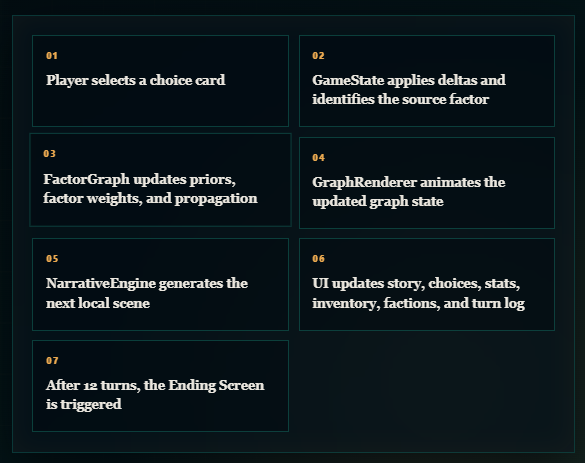 01
Player selects a choice card
02
GameState applies deltas and
identifies the source factor
03
FactorGraph updates priors,
factor weights, and propagation
04
GraphRenderer animates the
updated graph state
05
NarrativeEngine generates the
next local scene
06
UI updates story, choices, stats,
inventory, factions, and turn log
07
After 12 turns, the Ending Screen
is triggered